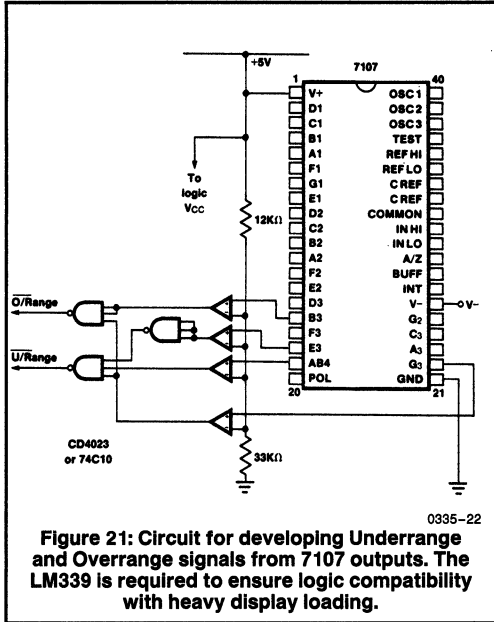 +5V
7107
1 40
V+ OSC 1
D1 OSC 2
C1 OSC 3
B1 TEST
A1 REF HI
F1 REF LO
G1 C REF
E1 C REF
D2 COMMON
C2 IN HI
B2 IN LO
A2 A/Z
F2 BUFF
E2 INT
D3 V-
B3 G2
F3 C3
E3 A3
AB4 G3
POL GND
20 21
V-
To
logic
VCC
12KΩ
O/Range
U/Range
CD4023
or 74C10
33KΩ
0335-22
Figure 21: Circuit for developing Underrange
and Overrange signals from 7107 outputs. The
LM339 is required to ensure logic compatibility
with heavy display loading.